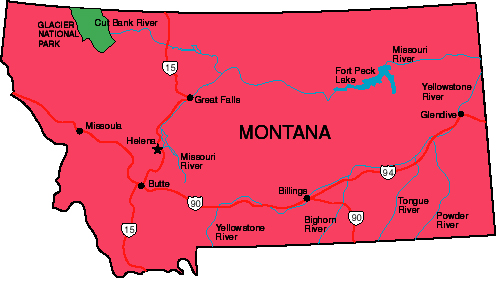 GLACIER
NATIONAL
PARK
Cut Bank River
15
Missouri
River
Fort Peck
Lake
Yellowstone
River
Great Falls
Glendive
Missoula
Helena
MONTANA
Missouri
River
94
Butte
Billings
90
Tongue
River
15
Yellowstone
River
Bighorn
River
90
Powder
River